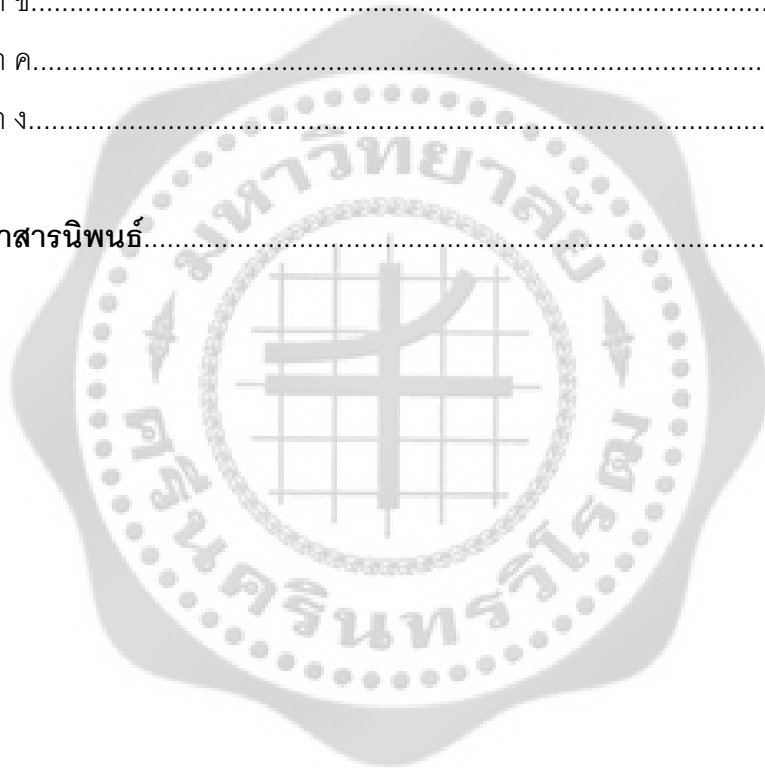 ข
ค
ง
มหาวิทยาลัย
าสารนิพนธ์
ศรีนครินทรวิโรฒ